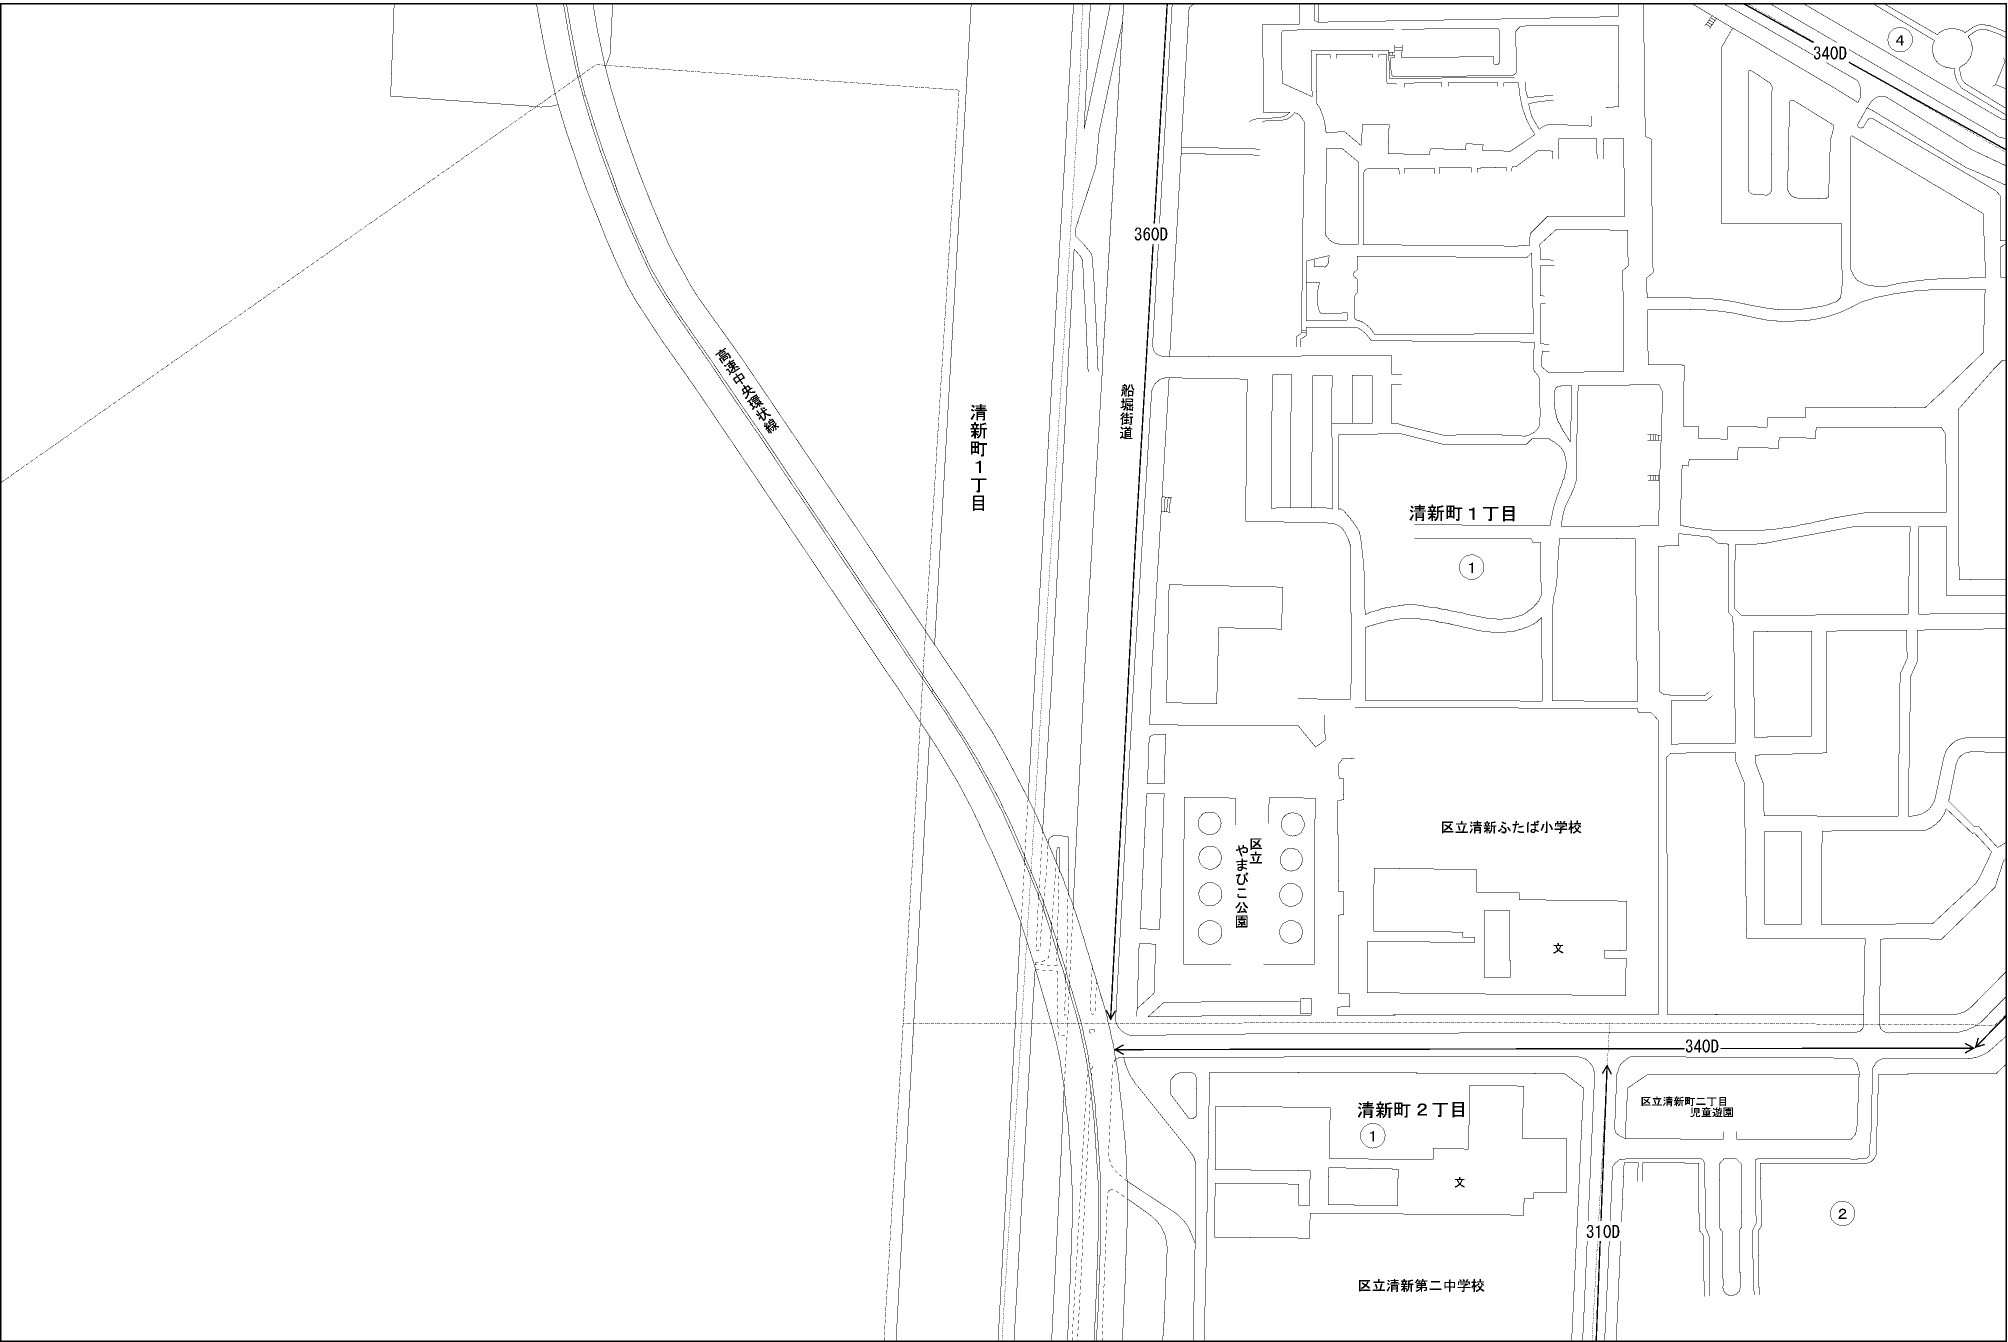 ④
340D
360D
高速中央環状線
船堀街道
清新町1丁目
清新町1丁目
①
区立清新ふたば小学校
区立
やまびこ公園
文
340D
区立清新町二丁目
児童遊園
清新町2丁目
①
文
②
310D
区立清新第二中学校